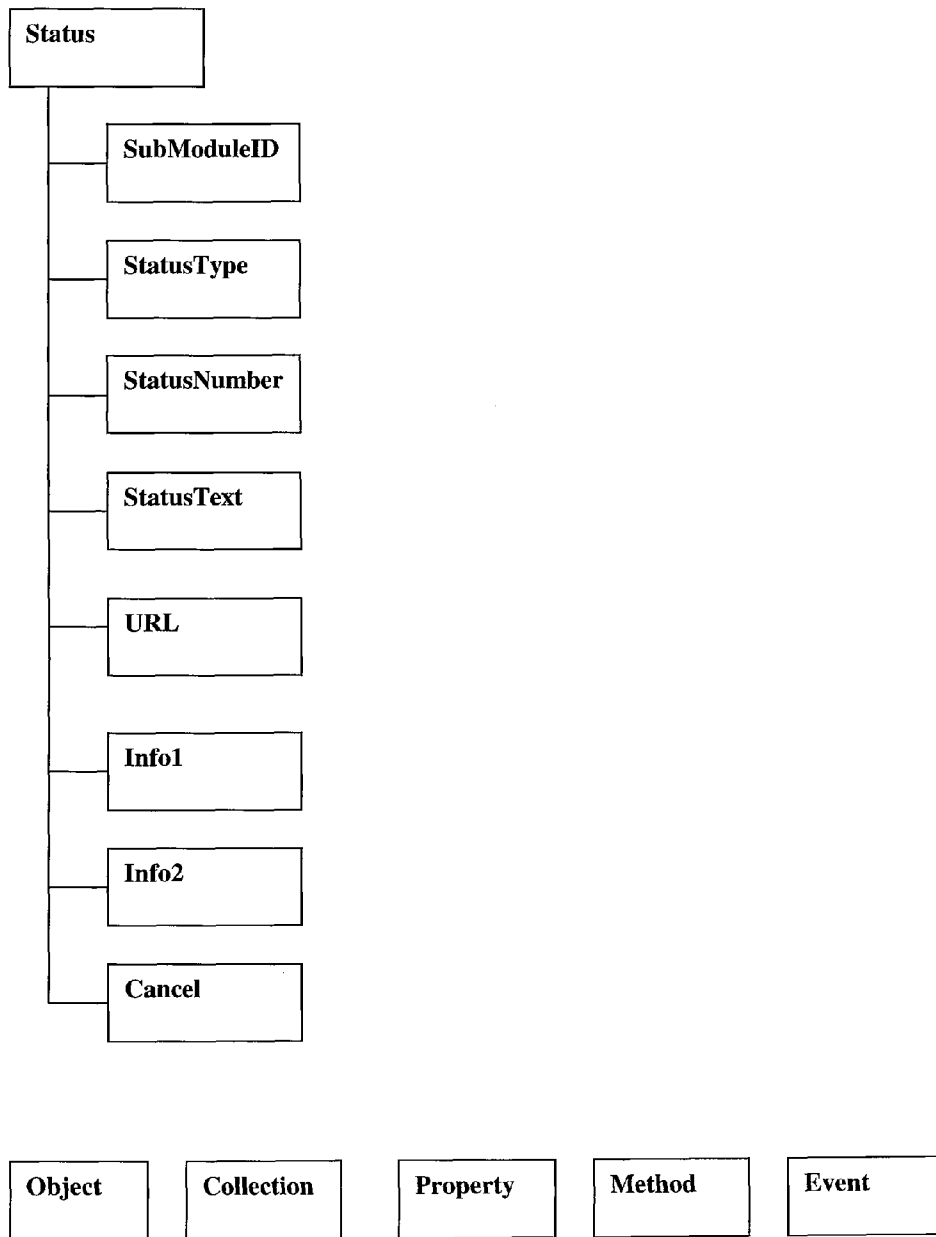 Status
SubModuleID
StatusType
StatusNumber
StatusText
URL
Info1
Info2
Cancel
Object Collection Property Method Event